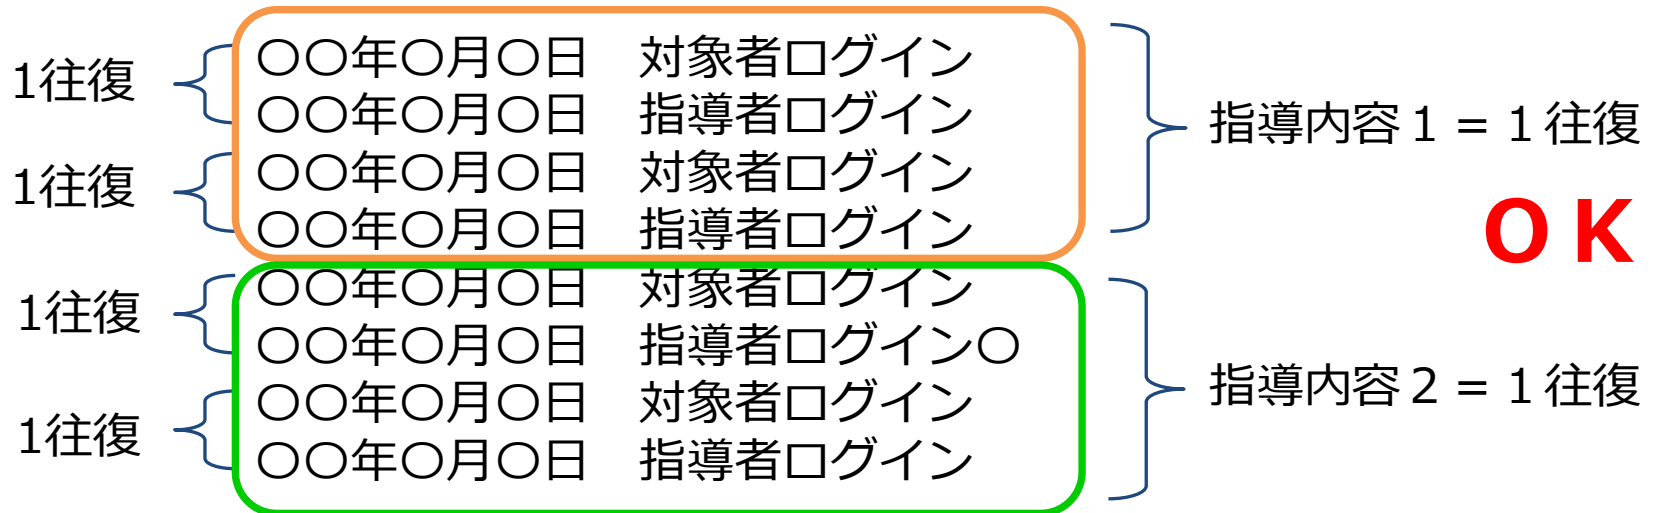 1往復
〇〇年〇月〇日　対象者ログイン
〇〇年〇月〇日　指導者ログイン
1往復
〇〇年〇月〇日　対象者ログイン
〇〇年〇月〇日　指導者ログイン
指導内容１＝１往復
ＯＫ
1往復
〇〇年〇月〇日　対象者ログイン
〇〇年〇月〇日　指導者ログイン〇
1往復
〇〇年〇月〇日　対象者ログイン
〇〇年〇月〇日　指導者ログイン
指導内容２＝１往復